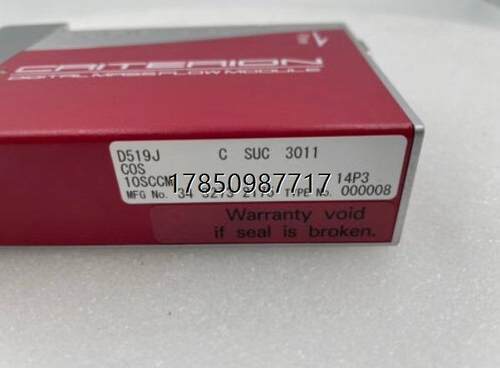 CRITERION
DIGITAL MASS FLOW MODULE
D519J C SUC 3011
COS
10SCCM 14P3
17850987717
MFG No. TYPE No. 000008
Warranty void
if seal is broken.